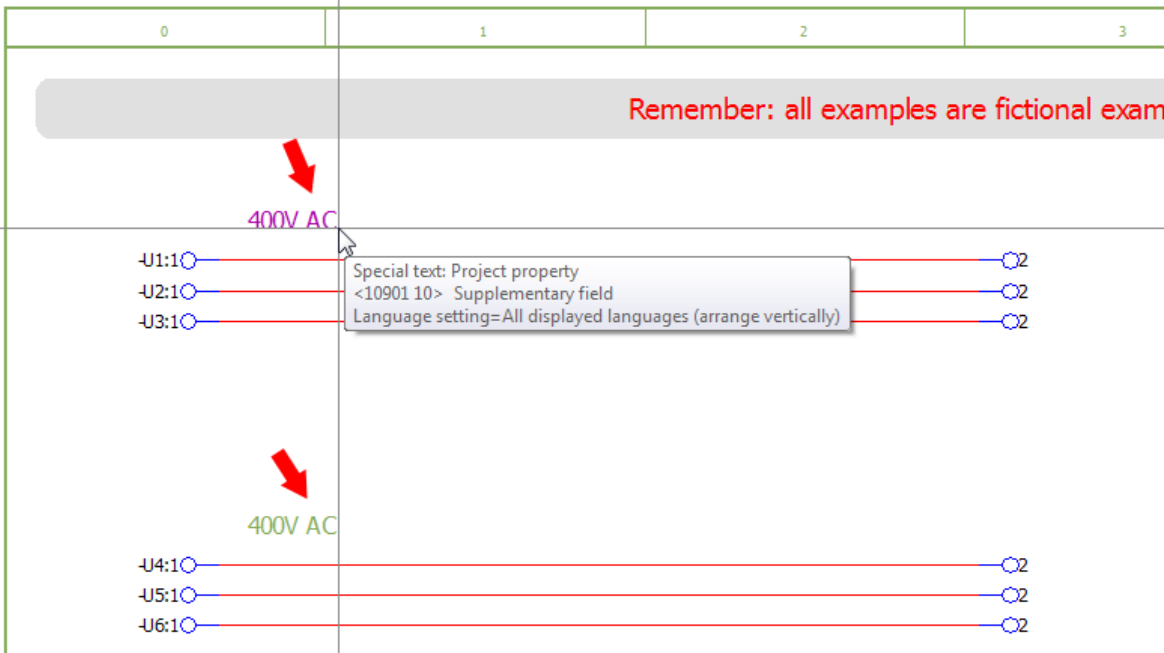 0 1 2 3
Remember: all examples are fictional exam
400V AC
-U1:1 2
-U2:1 2
-U3:1 2
Special text: Project property
<10901 10> Supplementary field
Language setting=All displayed languages (arrange vertically)
400V AC
-U4:1 2
-U5:1 2
-U6:1 2